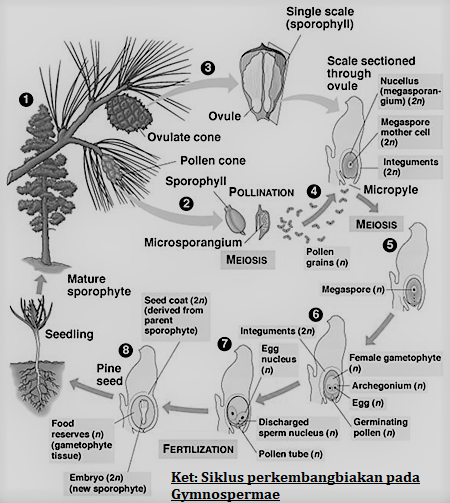 Single scale
(sporophyll)
3
Scale sectioned
through
ovule
1
Nucellus
(megasporan-
gium) (2n)
Ovule
Megaspore
mother cell
(2n)
Ovulate cone
Integuments
(2n)
Pollen cone
Sporophyll
POLLINATION
4
Micropyle
2
MEIOSIS
Microsporangium
Pollen
grains (n)
5
MEIOSIS
Mature
sporophyte
Seed coat (2n)
(derived from
parent
sporophyte)
Megaspore (n)
6
Integuments (2n)
Seedling
8
7
Egg
nucleus
(n)
Female gametophyte
(n)
Pine
seed
Archegonium (n)
Egg (n)
Food
reserves (n)
(gametophyte
tissue)
Discharged
sperm nucleus (n)
Germinating
pollen (n)
FERTILIZATION
Pollen tube (n)
Embryo (2n)
(new sporophyte)
Ket: Siklus perkembangbiakan pada
Gymnospermae